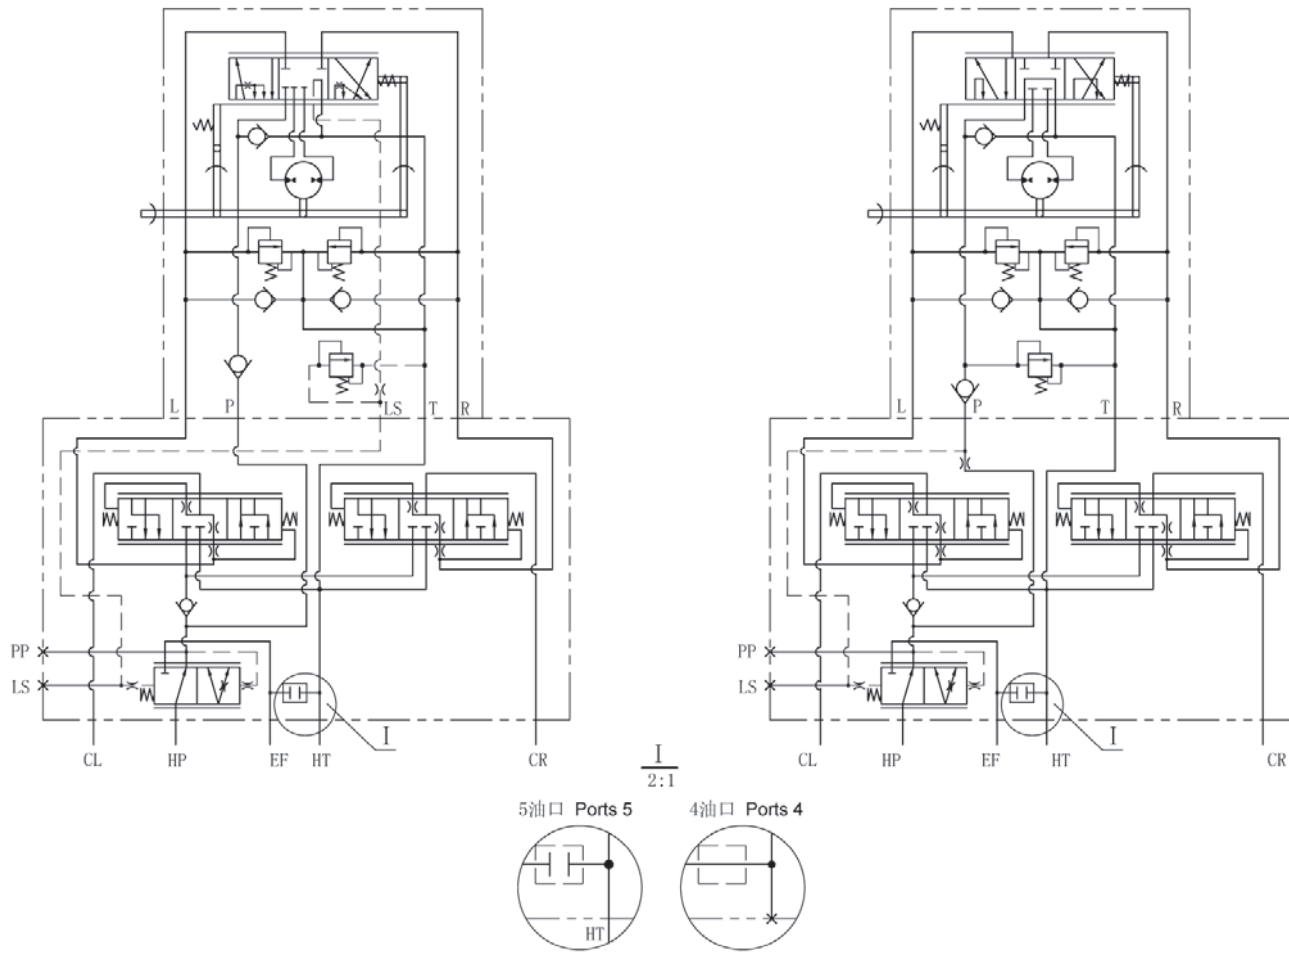 L P LS T R
L P T R
PP
LS
PP
LS
I
I
CL HP EF HT CR
CL HP EF HT CR
I
2:1
5油口 Ports 5
4油口 Ports 4
HT